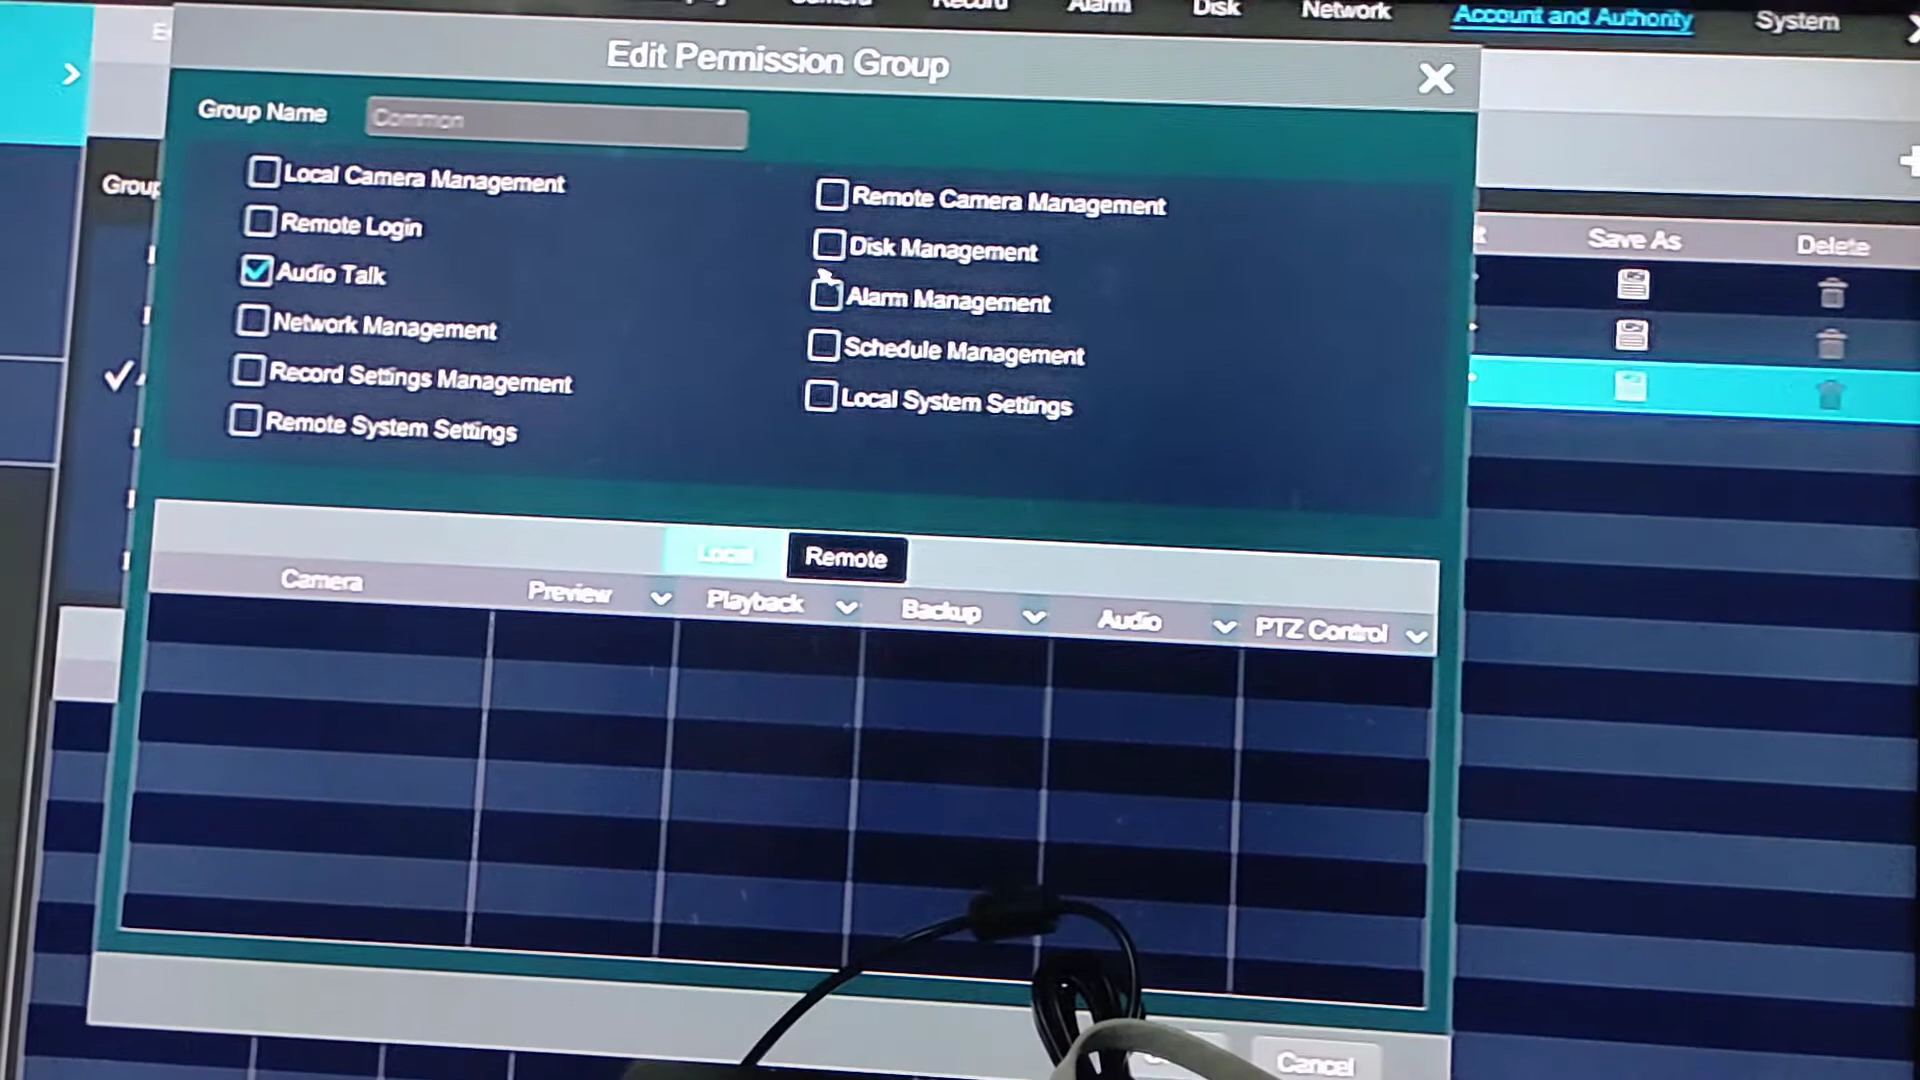 Alarm
Disk
Network
Account and Authority
System
Edit Permission Group
Group Name
Common
Local Camera Management
Remote Camera Management
Remote Login
Disk Management
Audio Talk
Alarm Management
Network Management
Schedule Management
Record Settings Management
Local System Settings
Remote System Settings
Group
Save As
Delete
Local
Remote
Camera
Preview
Playback
Backup
Audio
PTZ Control
Cancel